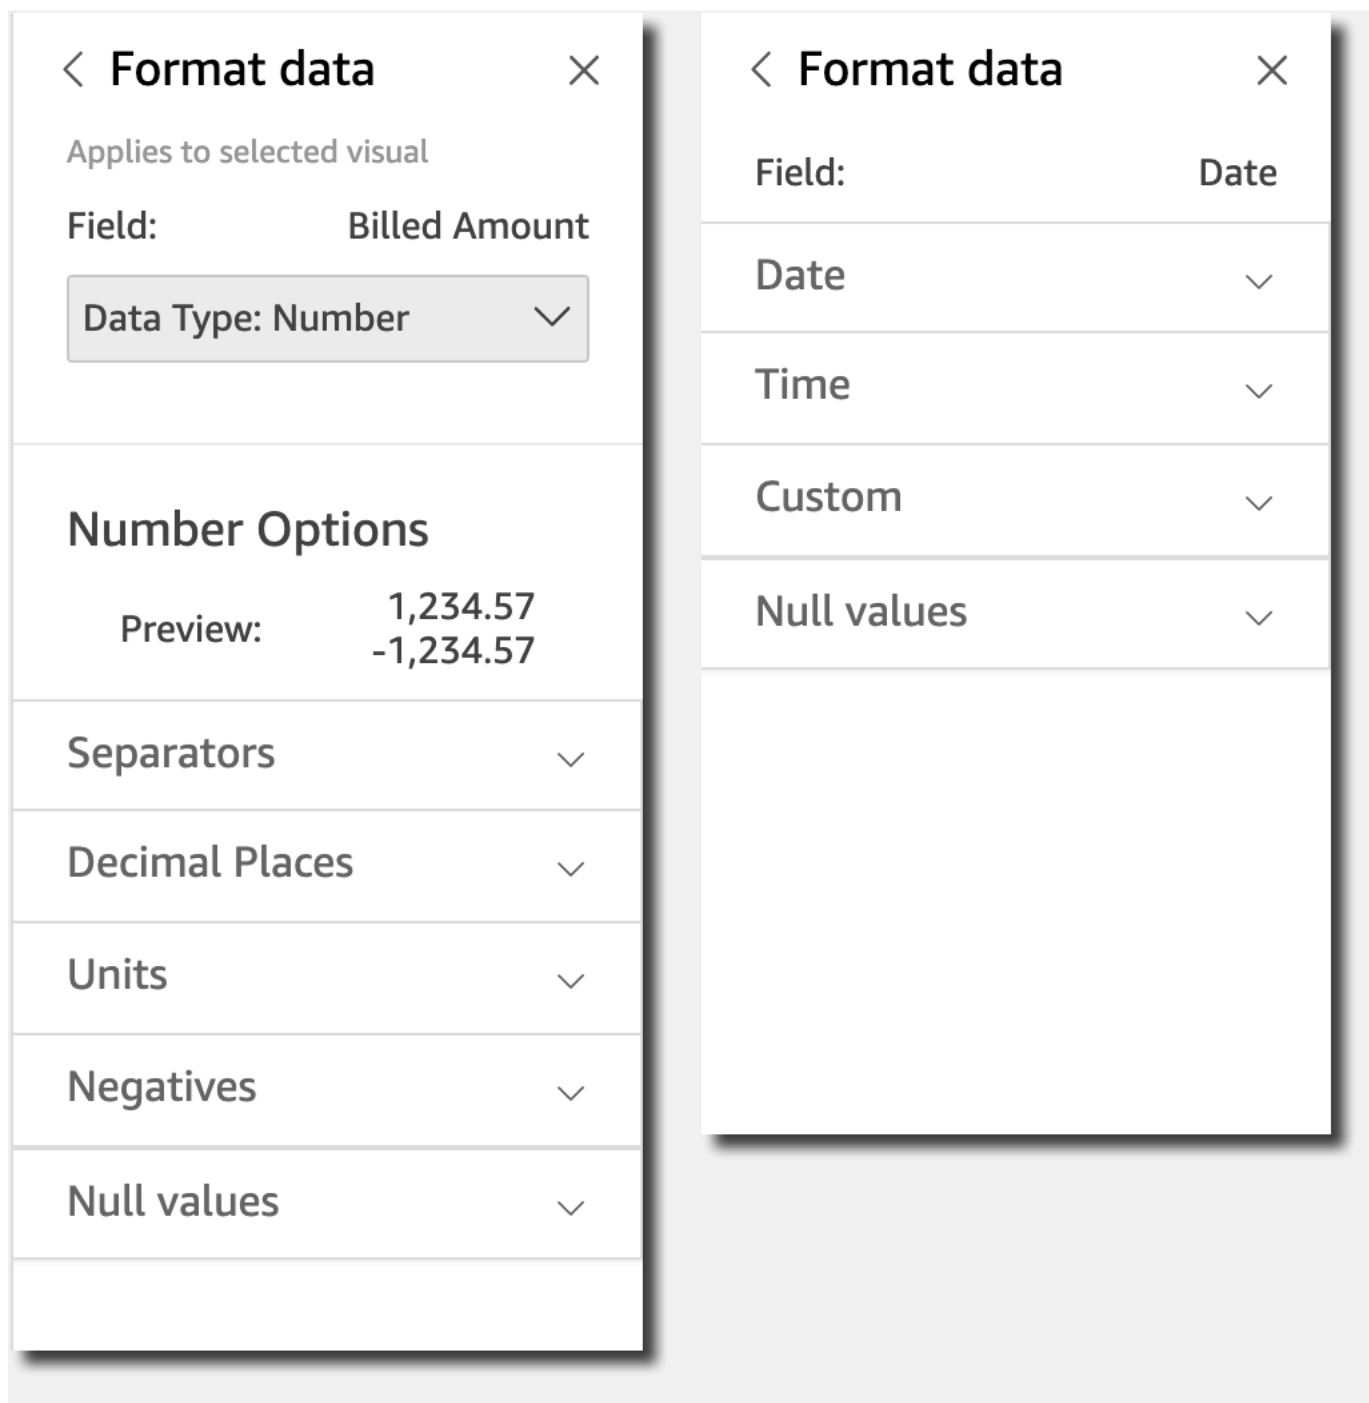 Format data
Applies to selected visual
Field: Billed Amount
Data Type: Number
Number Options
Preview: 1,234.57
-1,234.57
Separators
Decimal Places
Units
Negatives
Null values
Format data
Field: Date
Date
Time
Custom
Null values